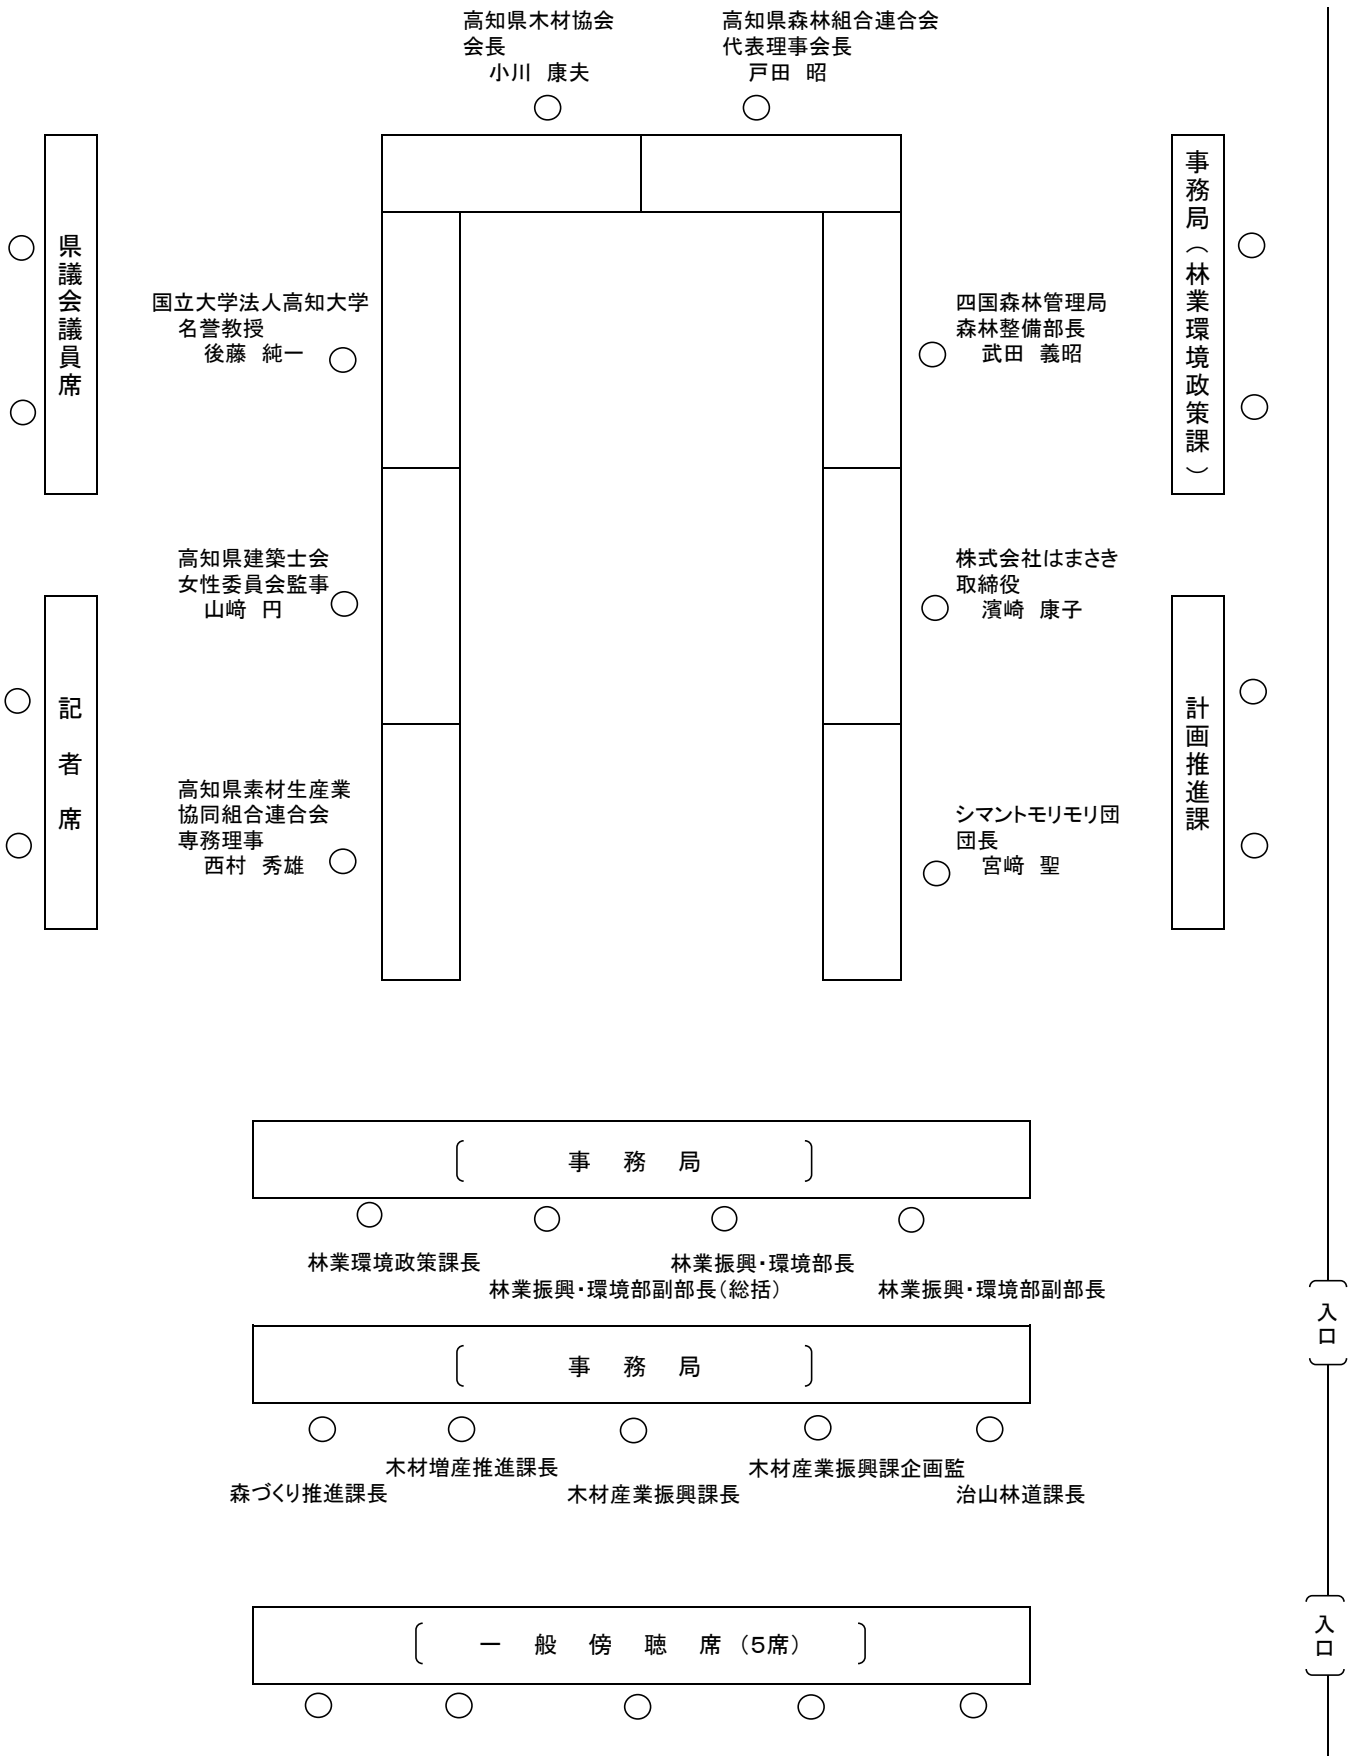 高知県木材協会
会長
小川 康夫
高知県森林組合連合会
代表理事会長
戸田 昭
県議会議員席
事務局（林業環境政策課）
国立大学法人高知大学
名誉教授
後藤 純一
四国森林管理局
森林整備部長
武田 義昭
高知県建築士会
女性委員会監事
山﨑 円
株式会社はまさき
取締役
濱崎 康子
記者席
計画推進課
高知県素材生産業
協同組合連合会
専務理事
西村 秀雄
シマントモリモリ団
団長
宮﨑 聖
事 務 局
林業環境政策課長
林業振興・環境部副部長（総括）
林業振興・環境部長
林業振興・環境部副部長
入口
事 務 局
森づくり推進課長
木材増産推進課長
木材産業振興課長
木材産業振興課企画監
治山林道課長
一 般 傍 聴 席（5席）
入口